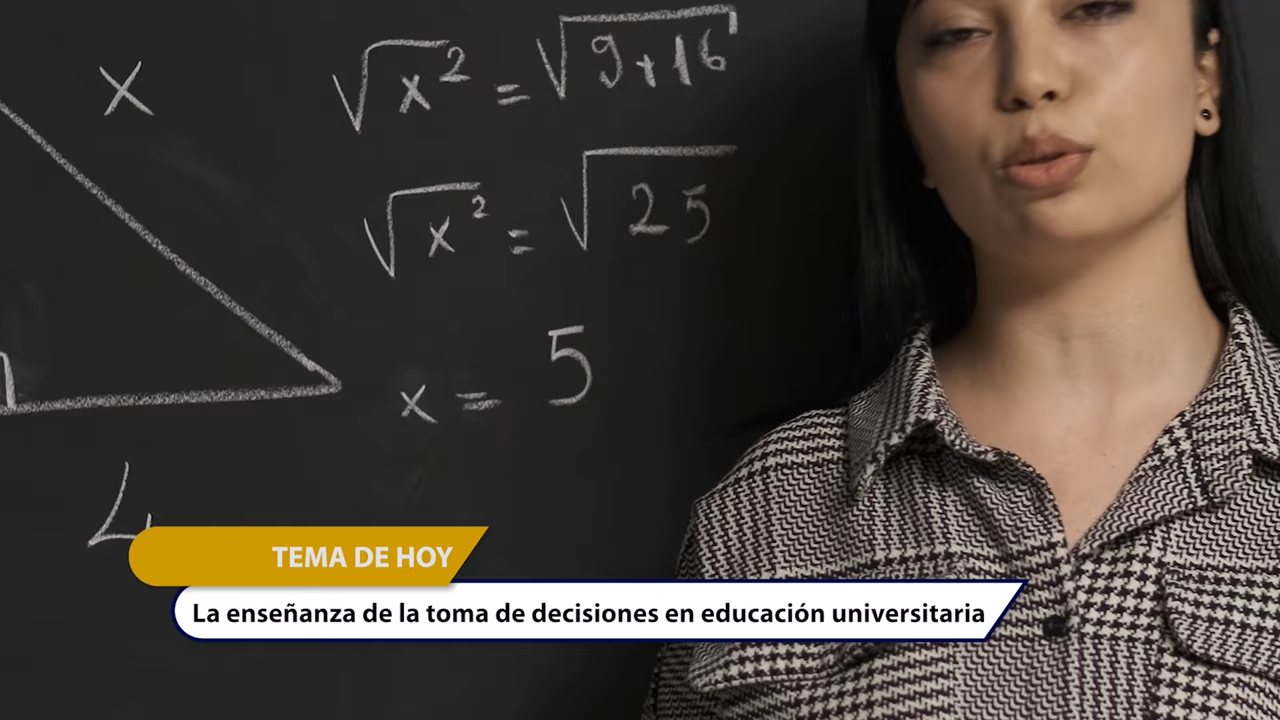 x
√x² = √9+16
√x² = √25
x = 5
4
TEMA DE HOY
La enseñanza de la toma de decisiones en educación universitaria